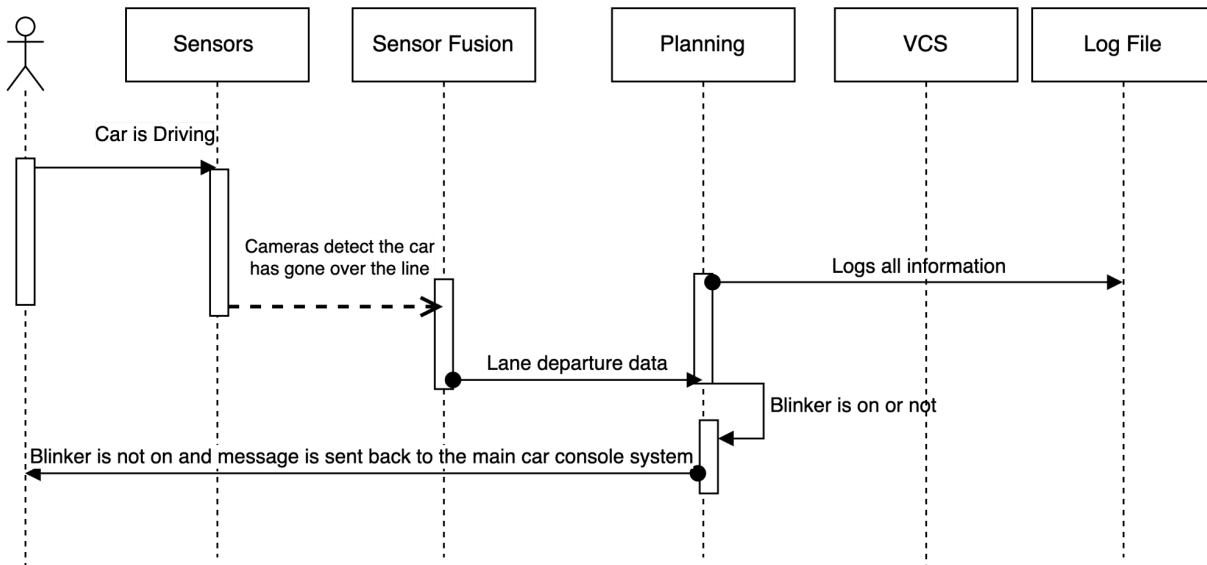 Sensors
Sensor Fusion
Planning
VCS
Log File
Car is Driving
Cameras detect the car
has gone over the line
Logs all information
Lane departure data
Blinker is on or not
Blinker is not on and message is sent back to the main car console system